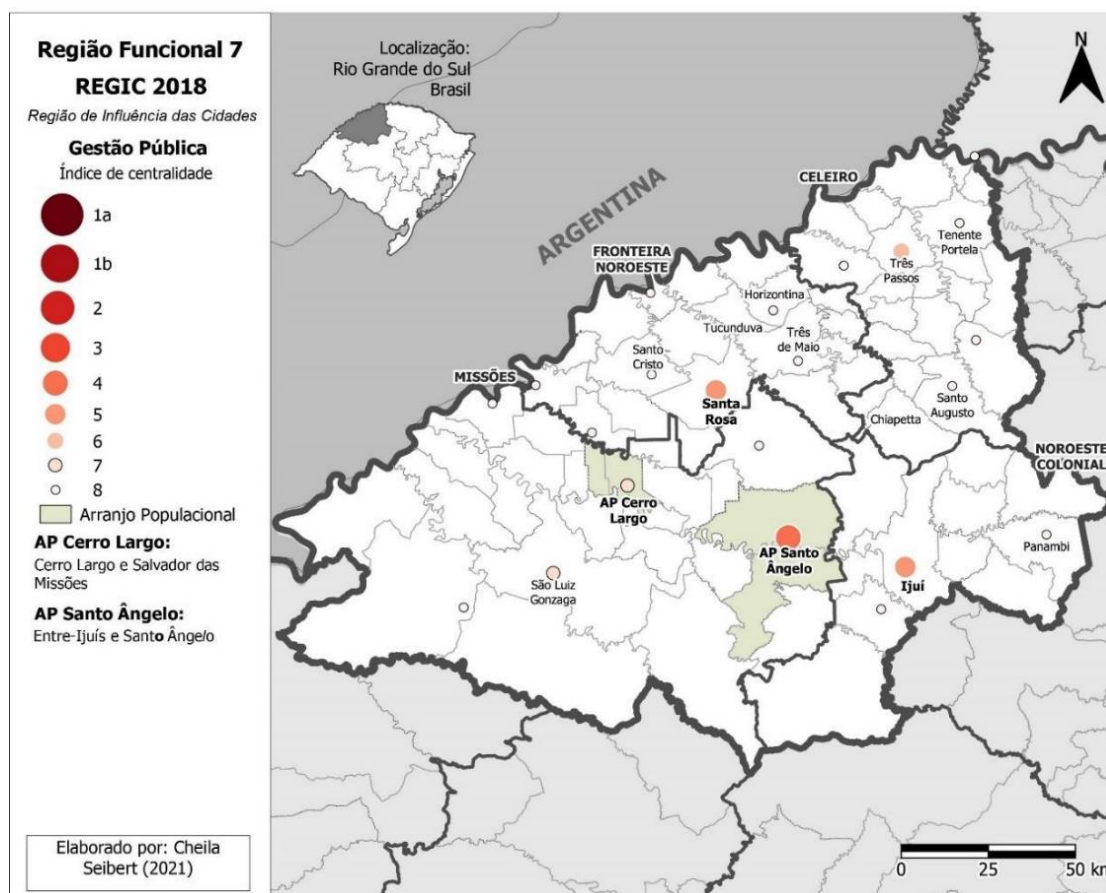 Região Funcional 7
REGIC 2018
Região de Influência das Cidades
Gestão Pública
Índice de centralidade
1a
1b
2
3
4
5
6
7
8
Arranjo Populacional
AP Cerro Largo:
Cerro Largo e Salvador das
Missões
AP Santo Ângelo:
Entre-Ijuís e Santo Ângelo
Elaborado por: Cheila
Seibert (2021)
Localização:
Rio Grande do Sul
Brasil
N
ARGENTINA
CELEIRO
Tenente
Portela
Três
Passos
FRONTEIRA
NOROESTE
Horizontina
Tucunduva
Três
de Maio
Santo
Cristo
MISSÕES
Santa
Rosa
Santo
Augusto
Chiapetta
NOROESTE
COLONIAL
AP Cerro
Largo
AP Santo
Ângelo
Panambi
Ijuí
São Luiz
Gonzaga
0 25 50 km